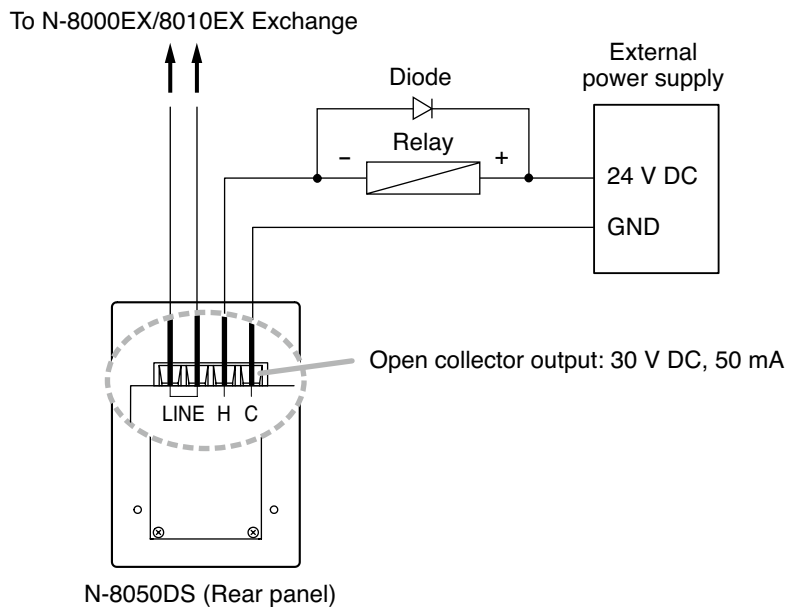 To N-8000EX/8010EX Exchange
External
power supply
Diode
Relay
− +
24 V DC
GND
Open collector output: 30 V DC, 50 mA
LINE H C
N-8050DS (Rear panel)